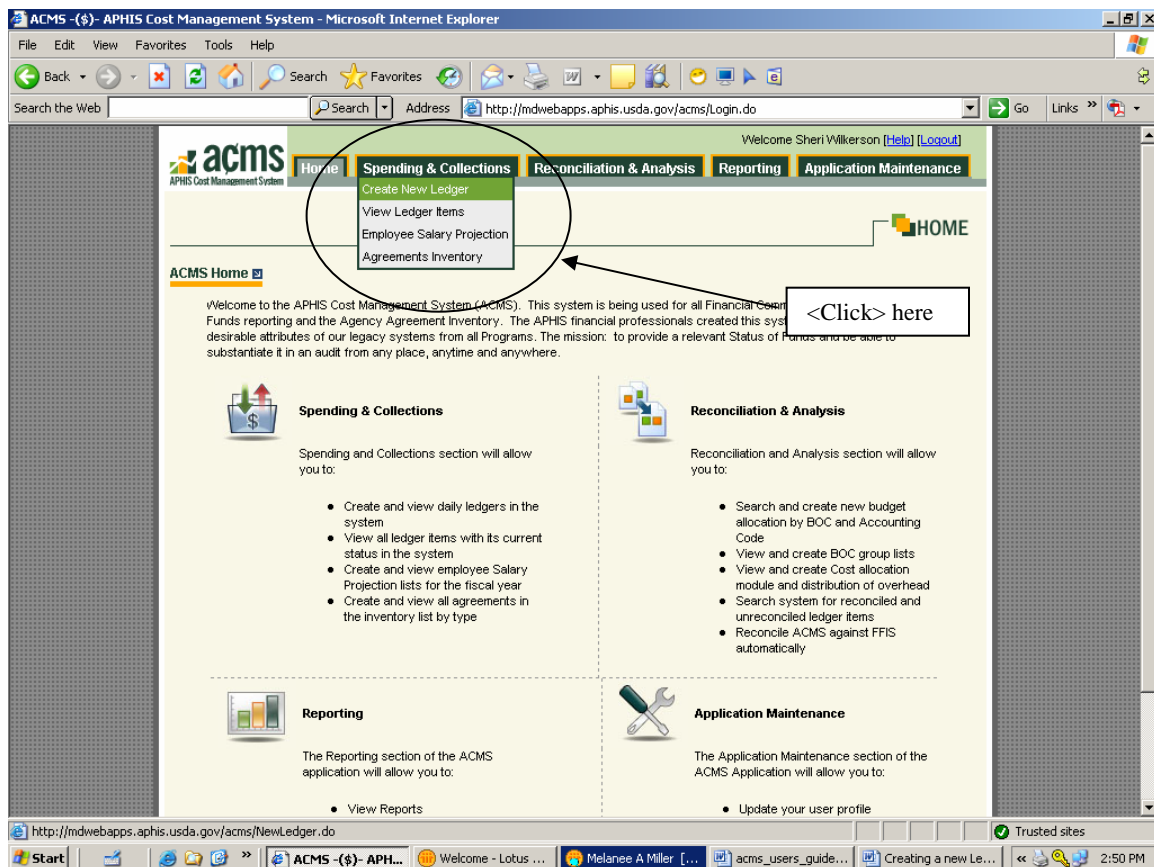 ACMS -($)- APHIS Cost Management System - Microsoft Internet Explorer
File Edit View Favorites Tools Help
Back Search Favorites
Search the Web Search Address http://mdwebapps.aphis.usda.gov/acms/Login.do Go Links »
Welcome Sheri Wilkerson [Help] [Logout]
acms
APHIS Cost Management System
Home Spending & Collections Reconciliation & Analysis Reporting Application Maintenance
Create New Ledger
View Ledger Items
Employee Salary Projection
Agreements Inventory
HOME
ACMS Home
<Click> here
Welcome to the APHIS Cost Management System (ACMS). This system is being used for all Financial Com
Funds reporting and the Agency Agreement Inventory. The APHIS financial professionals created this sys
desirable attributes of our legacy systems from all Programs. The mission: to provide a relevant Status of Funds and be able to
substantiate it in an audit from any place, anytime and anywhere.
Spending & Collections
Spending and Collections section will allow
you to:
• Create and view daily ledgers in the
system
• View all ledger items with its current
status in the system
• Create and view employee Salary
Projection lists for the fiscal year
• Create and view all agreements in
the inventory list by type
Reconciliation & Analysis
Reconciliation and Analysis section will allow
you to:
• Search and create new budget
allocation by BOC and Accounting
Code
• View and create BOC group lists
• View and create Cost allocation
module and distribution of overhead
• Search system for reconciled and
unreconciled ledger items
• Reconcile ACMS against FFIS
automatically
Reporting
The Reporting section of the ACMS
application will allow you to:
• View Reports
Application Maintenance
The Application Maintenance section of the
ACMS Application will allow you to:
• Update your user profile
http://mdwebapps.aphis.usda.gov/acms/NewLedger.do Trusted sites
Start » ACMS -($)- APH... Welcome - Lotus ... Melanee A Miller [... acms_users_guide... Creating a new Le... « 2:50 PM